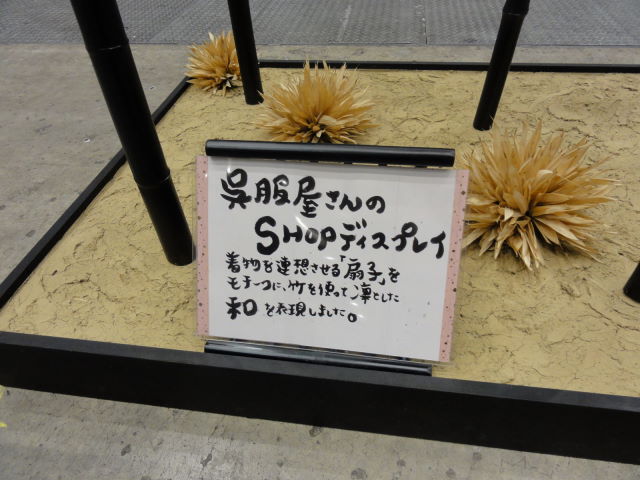 呉服屋さんの
SHOPディスプレイ
着物を連想させる「扇子」を
モチーフに、竹を使って凛とした
和を表現しました。